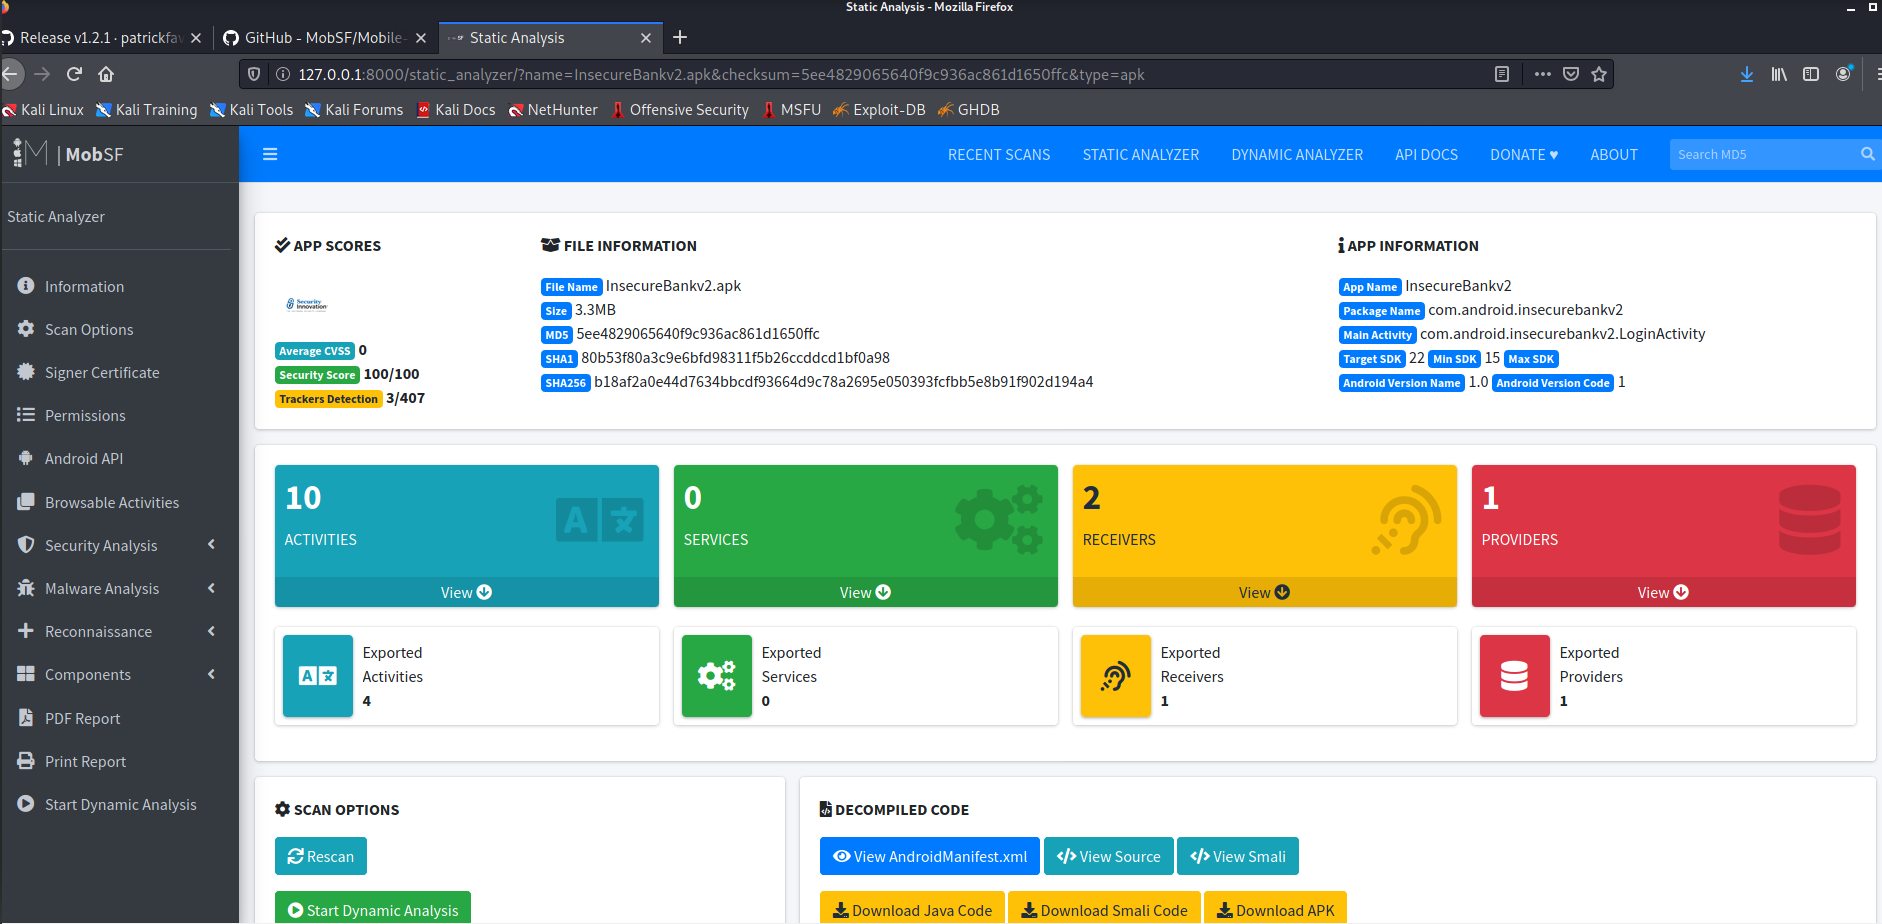 Static Analysis - Mozilla Firefox
Release v1.2.1 · patrickfav
GitHub - MobSF/Mobile-
Static Analysis
127.0.0.1:8000/static_analyzer/?name=InsecureBankv2.apk&checksum=5ee4829065640f9c936ac861d1650ffc&type=apk
Kali Linux Kali Training Kali Tools Kali Forums Kali Docs NetHunter Offensive Security MSFU Exploit-DB GHDB
M | MobSF
RECENT SCANS STATIC ANALYZER DYNAMIC ANALYZER API DOCS DONATE ♥ ABOUT Search MD5
Static Analyzer
Information
Scan Options
Signer Certificate
Permissions
Android API
Browsable Activities
Security Analysis
Malware Analysis
Reconnaissance
Components
PDF Report
Print Report
Start Dynamic Analysis
APP SCORES
Security
Innovation
Average CVSS 0
Security Score 100/100
Trackers Detection 3/407
FILE INFORMATION
File Name InsecureBankv2.apk
Size 3.3MB
MD5 5ee4829065640f9c936ac861d1650ffc
SHA1 80b53f80a3c9e6bfd98311f5b26ccddcd1bf0a98
SHA256 b18af2a0e44d7634bbcdf93664d9c78a2695e050393fcfbb5e8b91f902d194a4
APP INFORMATION
App Name InsecureBankv2
Package Name com.android.insecurebankv2
Main Activity com.android.insecurebankv2.LoginActivity
Target SDK 22 Min SDK 15 Max SDK
Android Version Name 1.0 Android Version Code 1
10
ACTIVITIES
View
0
SERVICES
View
2
RECEIVERS
View
1
PROVIDERS
View
Exported
Activities
4
Exported
Services
0
Exported
Receivers
1
Exported
Providers
1
SCAN OPTIONS
Rescan
Start Dynamic Analysis
DECOMPILED CODE
View AndroidManifest.xml View Source View Smali
Download Java Code Download Smali Code Download APK